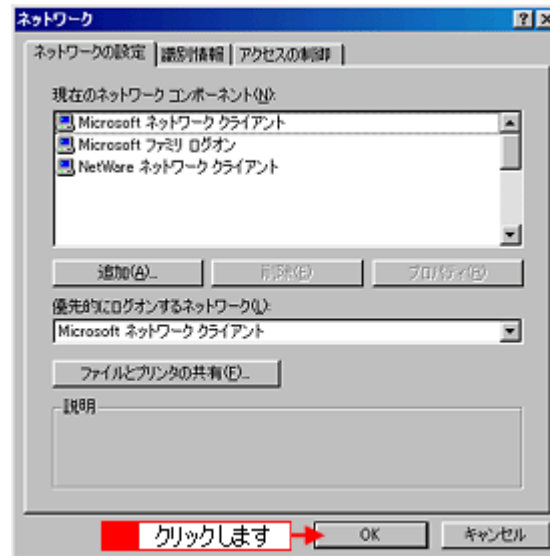 ネットワーク
ネットワークの設定 識別情報 アクセスの制御
現在のネットワーク コンポーネント(N):
Microsoft ネットワーク クライアント
Microsoft ファミリ ログオン
NetWare ネットワーク クライアント
追加(A)... 削除(E) プロパティ(R)
優先的にログオンするネットワーク(L):
Microsoft ネットワーク クライアント
ファイルとプリンタの共有(F)...
説明
クリックします OK キャンセル